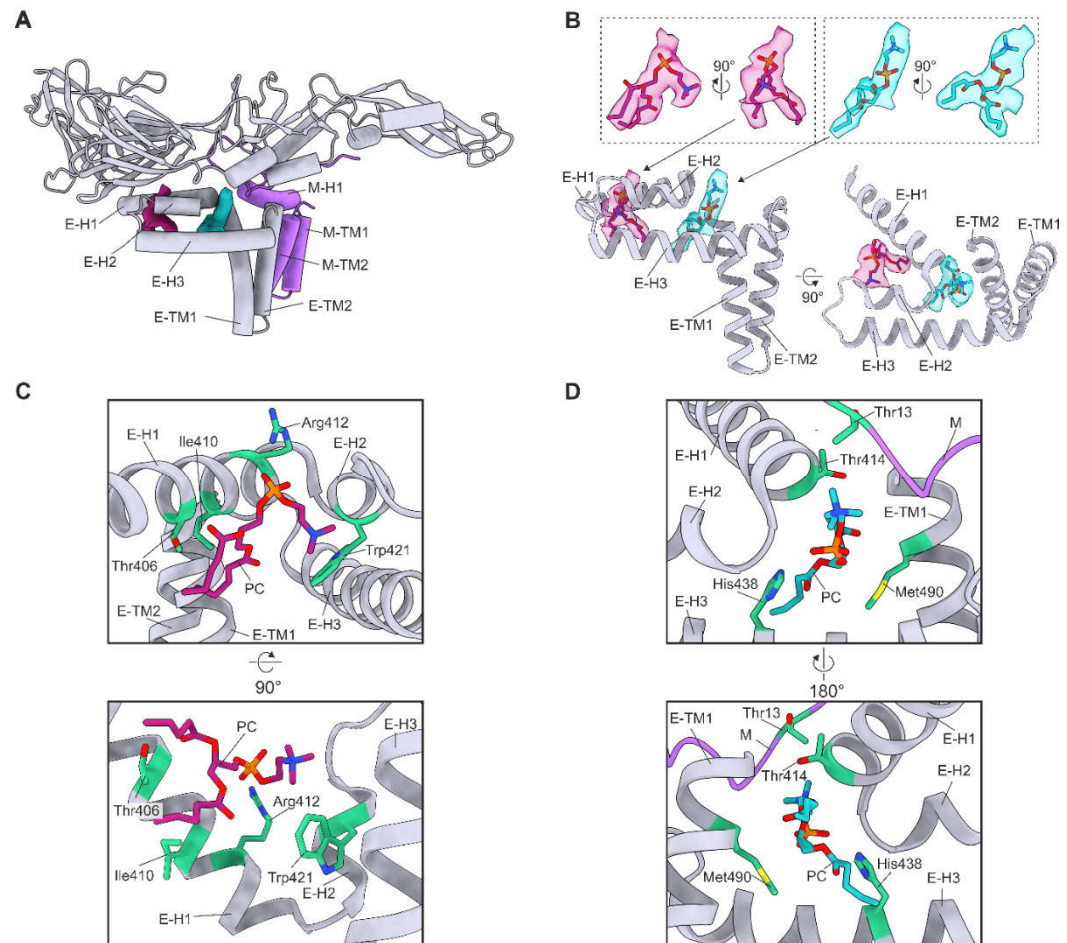 A
E-H1
E-H2
E-H3
E-TM1
M-H1
M-TM1
M-TM2
E-TM2
B
90°
90°
E-H1
E-H2
E-H3
E-TM1
E-TM2
90°
E-H1
E-TM2
E-TM1
E-H3
E-H2
C
E-H1
Ile410
Arg412
E-H2
Thr406
PC
Trp421
E-TM2
E-TM1
E-H3
90°
PC
E-H3
Thr406
Arg412
Ile410
Trp421
E-H2
E-H1
D
Thr13
M
E-H1
Thr414
E-H2
E-TM1
His438
PC
Met490
E-H3
180°
E-TM1
Thr13
M
E-H1
Thr414
E-H2
Met490
PC
His438
E-H3